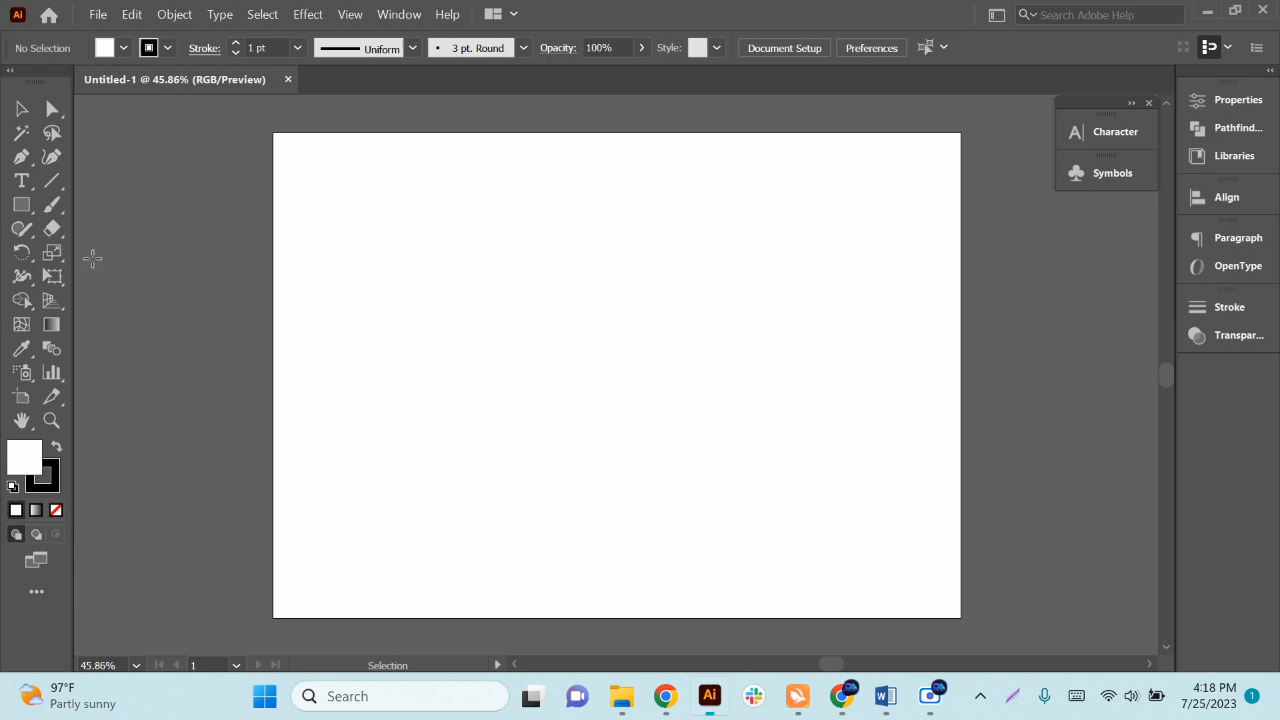 Ai File Edit Object Type Select Effect View Window Help Search Adobe Help
No Selection Stroke: 1 pt Uniform 3 pt. Round Opacity: 100% Style: Document Setup Preferences
Untitled-1 @ 45.86% (RGB/Preview)
Properties
Character
Pathfind...
Libraries
Symbols
Align
Paragraph
OpenType
Stroke
Transpar...
45.86% 1 Selection
97°F
Partly sunny
Search
Ai
4:18 PM
7/25/2023
1